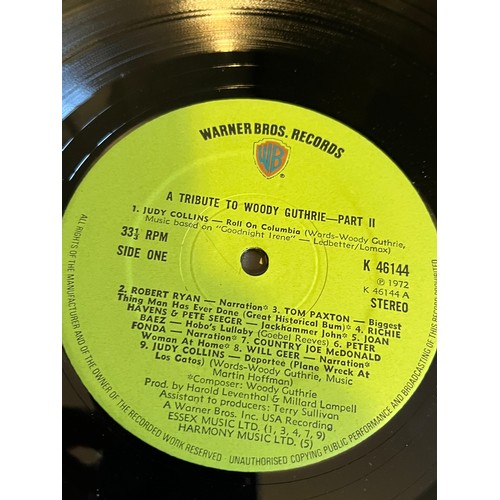 WARNER BROS. RECORDS
WB
A TRIBUTE TO WOODY GUTHRIE—PART II
1. JUDY COLLINS — Roll On Columbia (Words-Woody Guthrie,
Music based on "Goodnight Irene" — Ledbetter/Lomax)
33⅓ RPM
SIDE ONE
K 46144
℗ 1972
K 46144 A
STEREO
2. ROBERT RYAN — Narration* 3. TOM PAXTON — Biggest
Thing Man Has Ever Done (Great Historical Bum)* 4. RICHIE
HAVENS & PETE SEEGER — Jackhammer John* 5. JOAN
BAEZ — Hobo's Lullaby (Goebel Reeves) 6. PETER
FONDA — Narration* 7. COUNTRY JOE McDONALD
Woman At Home* 8. WILL GEER — Narration*
9. JUDY COLLINS — Deportee (Plane Wreck At
Los Gatos) (Words-Woody Guthrie, Music
Martin Hoffman)
*Composer: Woody Guthrie
Prod. by Harold Leventhal & Millard Lampell
Assistant to producers: Terry Sullivan
A Warner Bros. Inc. USA Recording
ESSEX MUSIC LTD. (1, 3, 4, 7, 9)
HARMONY MUSIC LTD. (5)
ALL RIGHTS OF THE MANUFACTURER AND OF THE OWNER OF THE RECORDED WORK RESERVED · UNAUTHORISED COPYING PUBLIC PERFORMANCE AND BROADCASTING OF THIS RECORD PROHIBITED